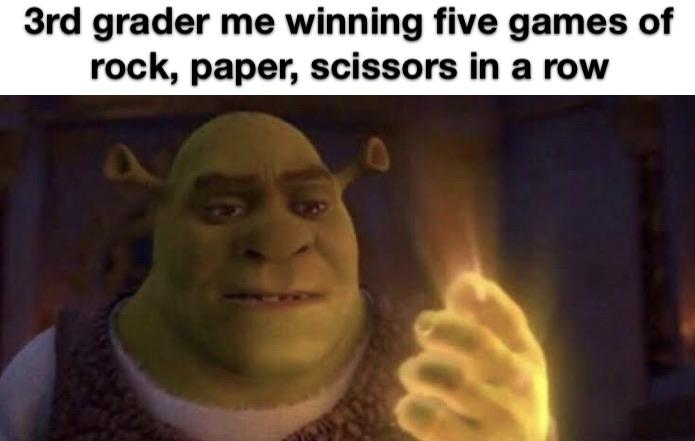 3rd grader me winning five games of
rock, paper, scissors in a row